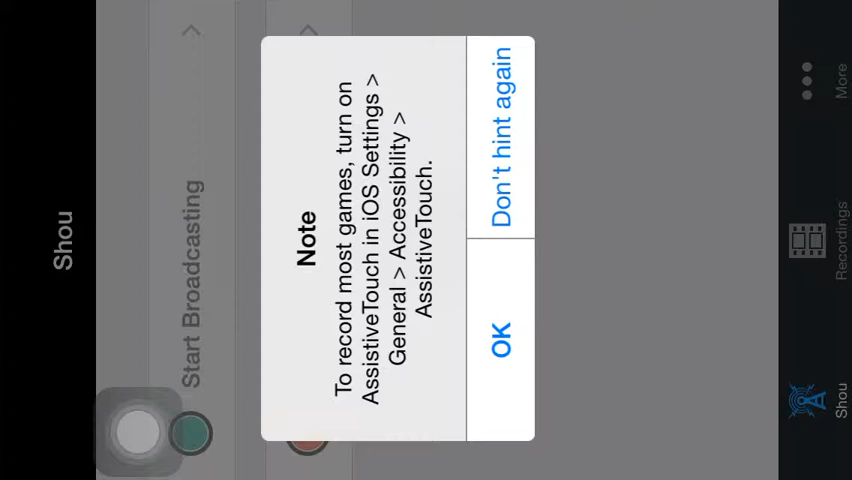 Shou
Start Broadcasting
Note
To record most games, turn on
AssistiveTouch in iOS Settings >
General > Accessibility >
AssistiveTouch.
OK
Don't hint again
Shou
Recordings
More